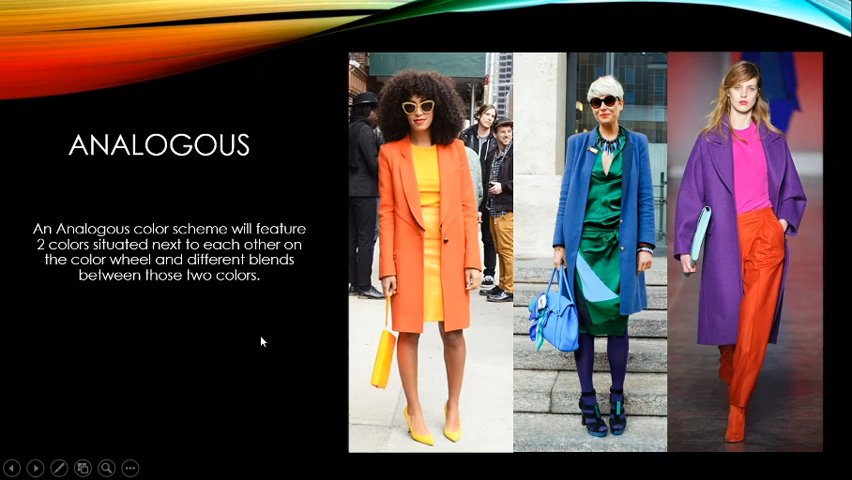 ANALOGOUS
An Analogous color scheme will feature
2 colors situated next to each other on
the color wheel and different blends
between those two colors.